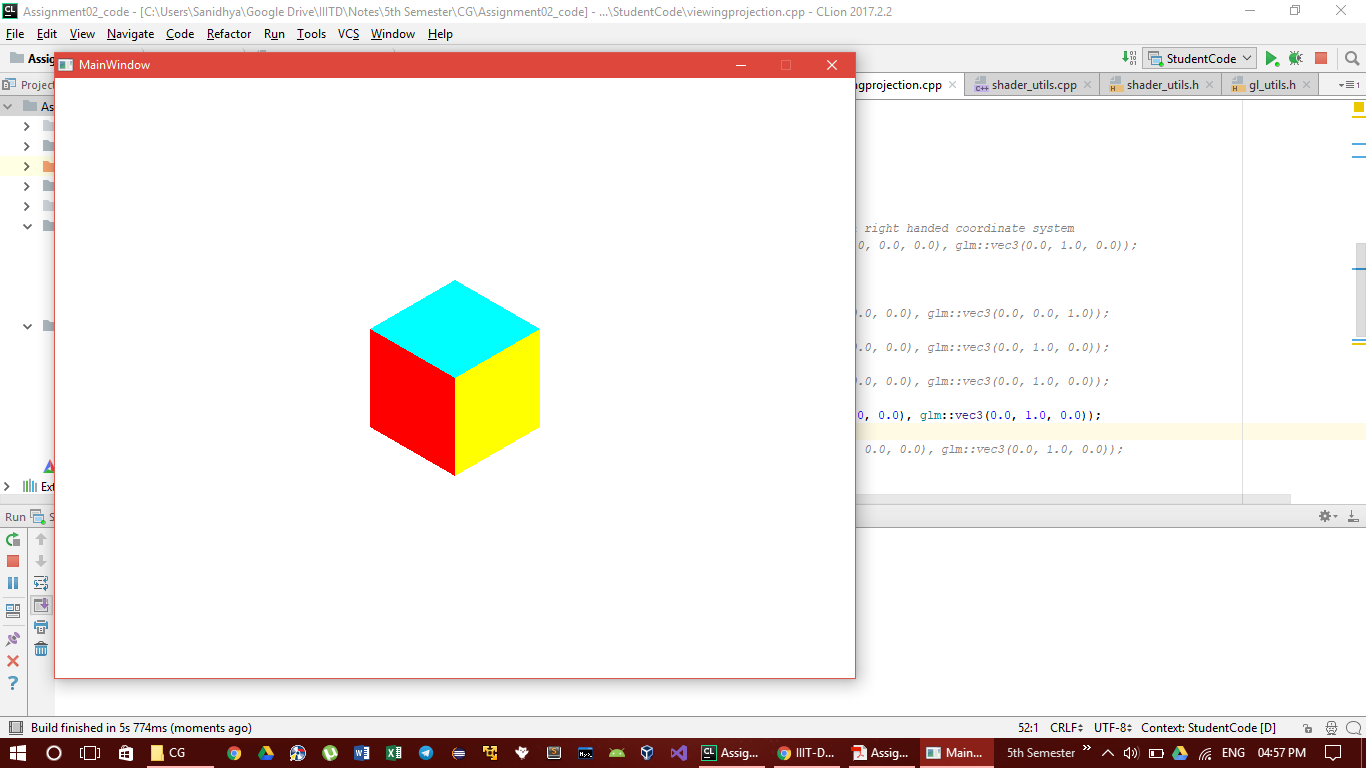 Assignment02_code - [C:\Users\Sanidhya\Google Drive\IIITD\Notes\5th Semester\CG\Assignment02_code] - ...\StudentCode\viewingprojection.cpp - CLion 2017.2.2
File Edit View Navigate Code Refactor Run Tools VCS Window Help
Assig
StudentCode
MainWindow
Projec
ngprojection.cpp
shader_utils.cpp
shader_utils.h
gl_utils.h
As
right handed coordinate system
0, 0.0, 0.0), glm::vec3(0.0, 1.0, 0.0));
.0, 0.0), glm::vec3(0.0, 0.0, 1.0));
.0, 0.0), glm::vec3(0.0, 1.0, 0.0));
.0, 0.0), glm::vec3(0.0, 1.0, 0.0));
0, 0.0), glm::vec3(0.0, 1.0, 0.0));
0.0, 0.0), glm::vec3(0.0, 1.0, 0.0));
Ext
Run S
Build finished in 5s 774ms (moments ago)
52:1 CRLF UTF-8 Context: StudentCode [D]
CG
Assig...
IIIT-D...
Assig...
Main...
5th Semester
ENG 04:57 PM